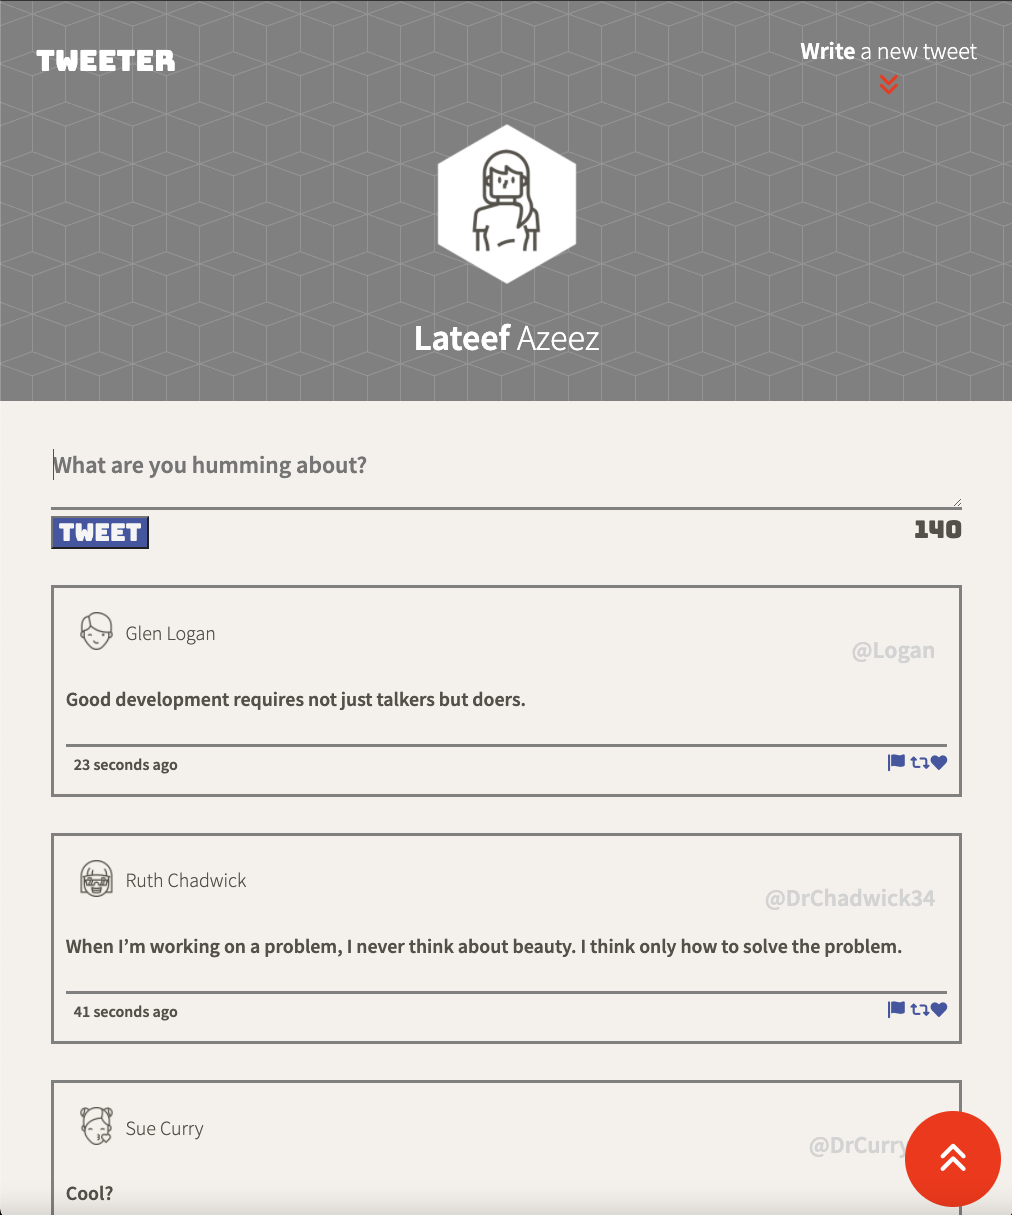 TWEETER
Write a new tweet
Lateef Azeez
What are you humming about?
TWEET
140
Glen Logan
@Logan
Good development requires not just talkers but doers.
23 seconds ago
Ruth Chadwick
@DrChadwick34
When I’m working on a problem, I never think about beauty. I think only how to solve the problem.
41 seconds ago
Sue Curry
@DrCurry
Cool?